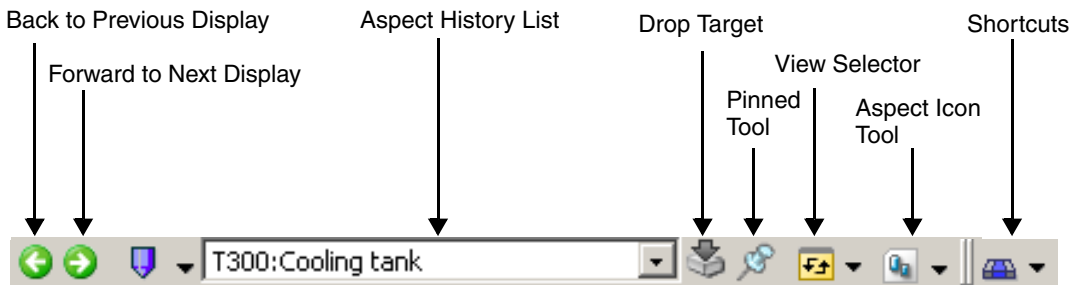 Back to Previous Display
Aspect History List
Drop Target
Shortcuts
Forward to Next Display
View Selector
Pinned
Tool
Aspect Icon
Tool
T300:Cooling tank